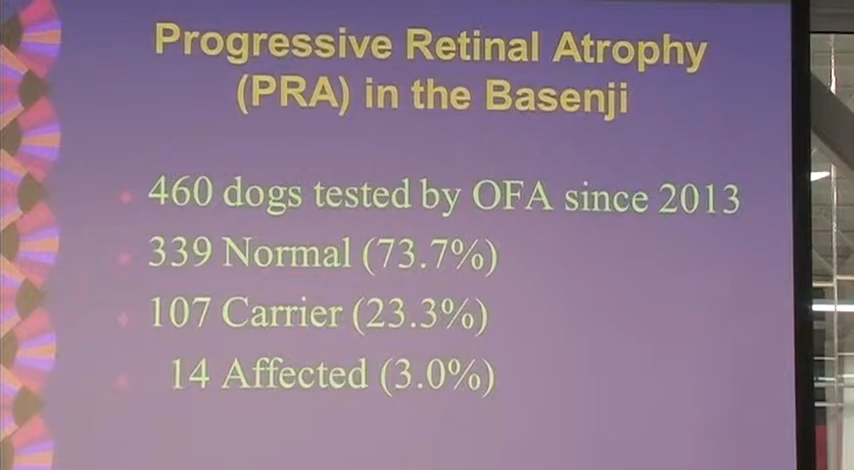 Progressive Retinal Atrophy
(PRA) in the Basenji
460 dogs tested by OFA since 2013
339 Normal (73.7%)
107 Carrier (23.3%)
14 Affected (3.0%)